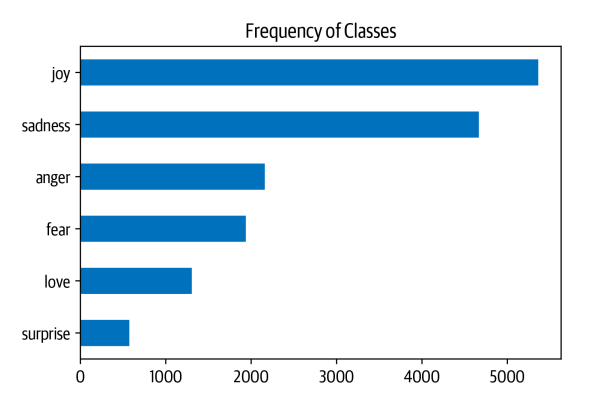 Frequency of Classes
joy
sadness
anger
fear
love
surprise
0 1000 2000 3000 4000 5000